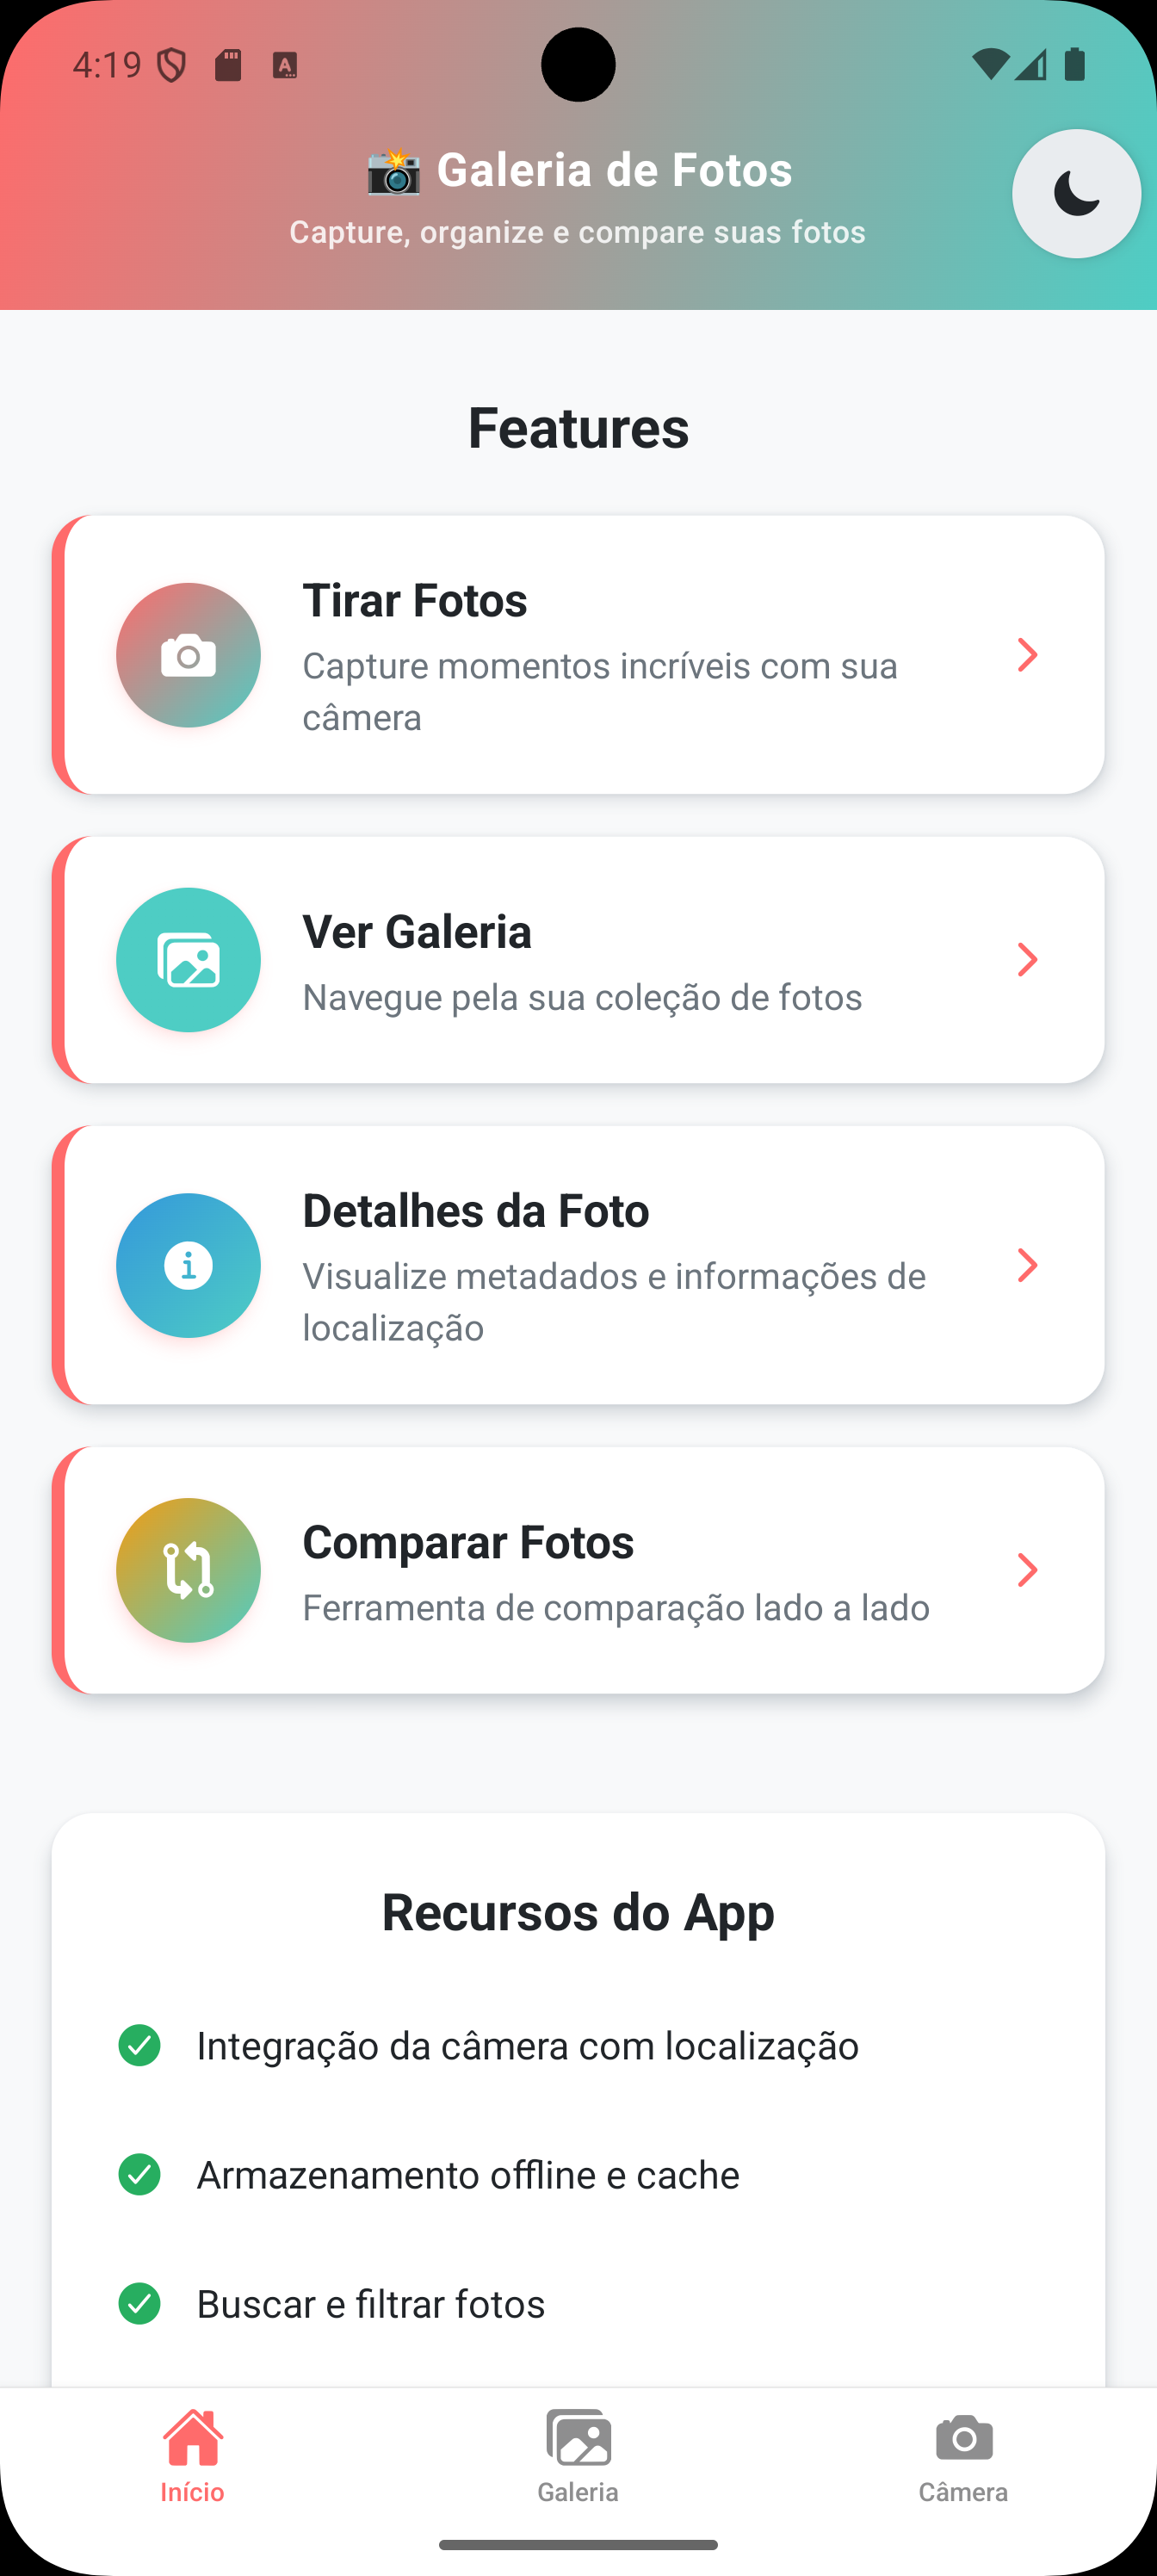 4:19
Galeria de Fotos
Capture, organize e compare suas fotos
Features
Tirar Fotos
Capture momentos incríveis com sua
câmera
Ver Galeria
Navegue pela sua coleção de fotos
Detalhes da Foto
Visualize metadados e informações de
localização
Comparar Fotos
Ferramenta de comparação lado a lado
Recursos do App
Integração da câmera com localização
Armazenamento offline e cache
Buscar e filtrar fotos
Início
Galeria
Câmera